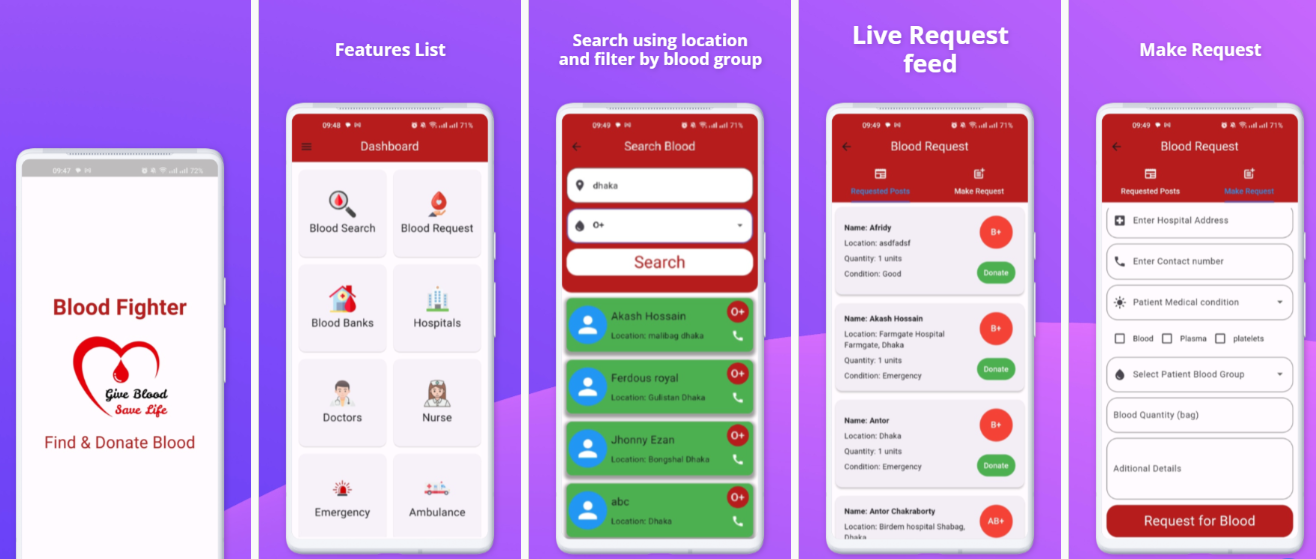 09:47
72%
Blood Fighter
Give Blood
Save Life
Find & Donate Blood
Features List
09:48
71%
Dashboard
Blood Search
Blood Request
Blood Banks
Hospitals
Doctors
Nurse
Emergency
Ambulance
Search using location
and filter by blood group
09:49
71%
Search Blood
dhaka
O+
Search
Akash Hossain
O+
Location: malibag dhaka
Ferdous royal
O+
Location: Gulistan Dhaka
Jhonny Ezan
O+
Location: Bongshal Dhaka
abc
O+
Location: Dhaka
Live Request
feed
09:49
71%
Blood Request
Requested Posts
Make Request
Name: Afridy
B+
Location: asdfadsf
Quantity: 1 units
Condition: Good
Donate
Name: Akash Hossain
B+
Location: Farmgate Hospital
Farmgate, Dhaka
Quantity: 1 units
Condition: Emergency
Donate
Name: Antor
B+
Location: Dhaka
Quantity: 1 units
Condition: Emergency
Donate
Name: Antor Chakraborty
AB+
Location: Birdem hospital Shabag,
Dhaka
Make Request
09:49
71%
Blood Request
Requested Posts
Make Request
Enter Hospital Address
Enter Contact number
Patient Medical condition
Blood
Plasma
platelets
Select Patient Blood Group
Blood Quantity (bag)
Aditional Details
Request for Blood